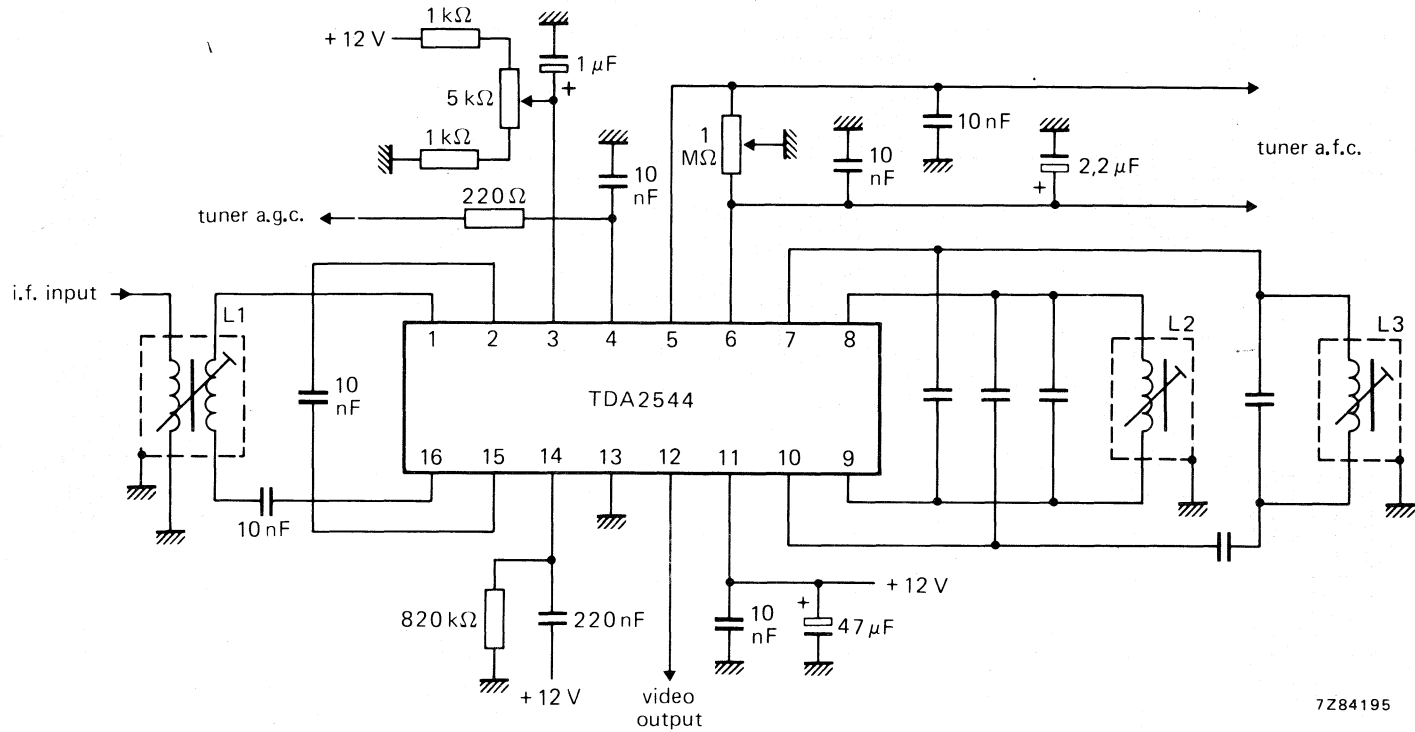 1 kΩ
+ 12 V
1 μF
+
5 kΩ
1 kΩ
10
nF
1
MΩ
10
nF
10 nF
2,2 μF
+
tuner a.f.c.
220 Ω
tuner a.g.c.
i.f. input
L1
1 2 3 4 5 6 7 8
L2
L3
10
nF
TDA2544
16 15 14 13 12 11 10 9
10 nF
+ 12 V
820 kΩ
220 nF
10
nF
+
47 μF
+ 12 V
video
output
7Z84195